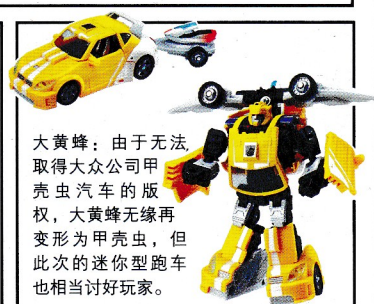 大黄蜂：由于无法,
取得大众公司甲
壳虫汽车的版
权，大黄蜂无缘再
变形为甲壳虫，但
此次的迷你型跑车
也相当讨好玩家。